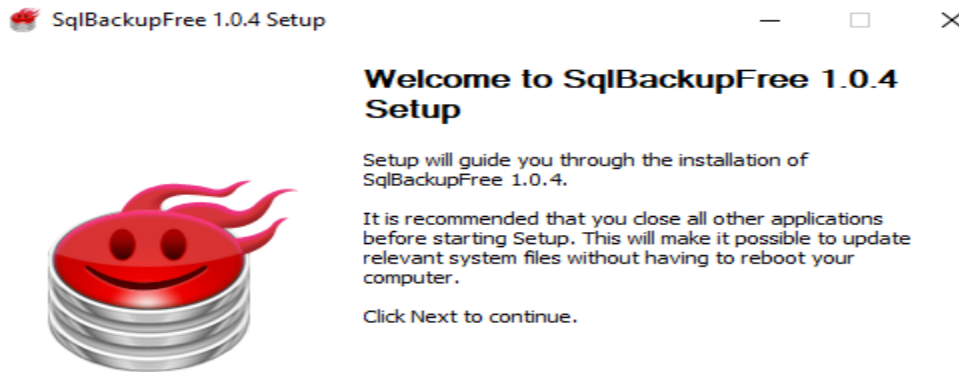 SqlBackupFree 1.0.4 Setup
Welcome to SqlBackupFree 1.0.4
Setup
Setup will guide you through the installation of
SqlBackupFree 1.0.4.
It is recommended that you close all other applications
before starting Setup. This will make it possible to update
relevant system files without having to reboot your
computer.
Click Next to continue.